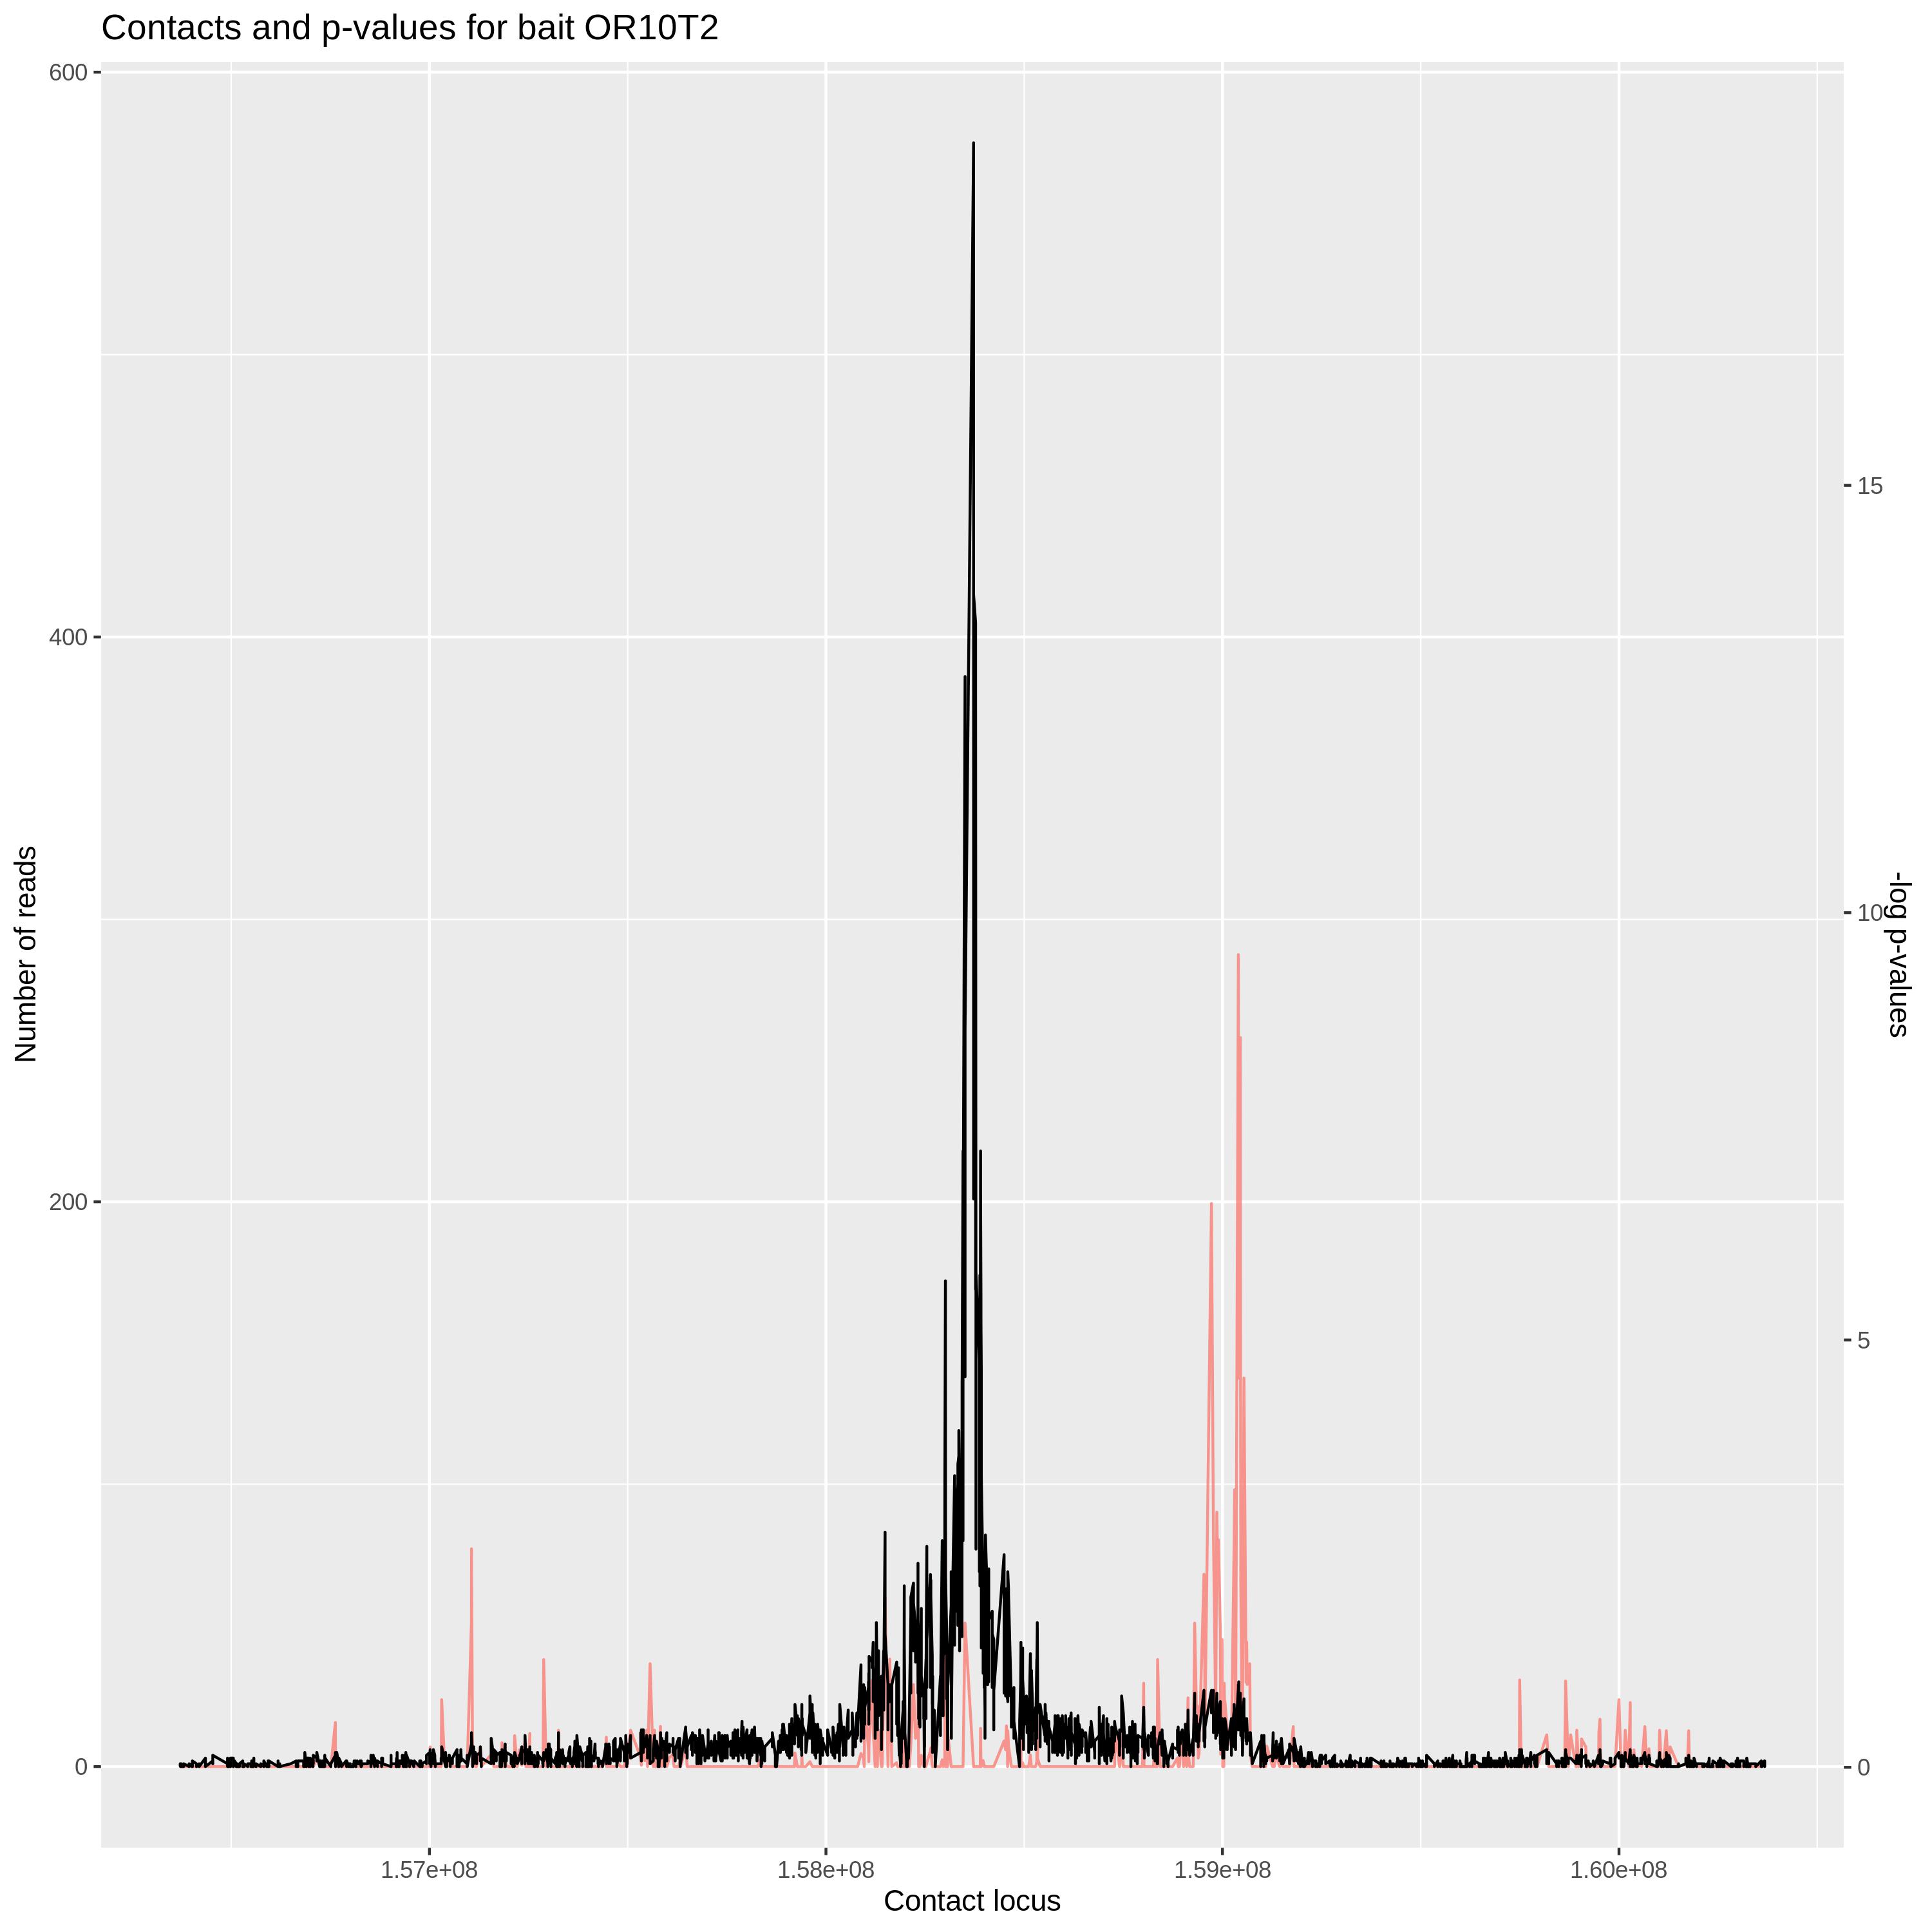 Contacts and p-values for bait OR10T2
600
400
200
0
Number of reads
15
10
5
0
-log p-values
1.57e+08
1.58e+08
1.59e+08
1.60e+08
Contact locus